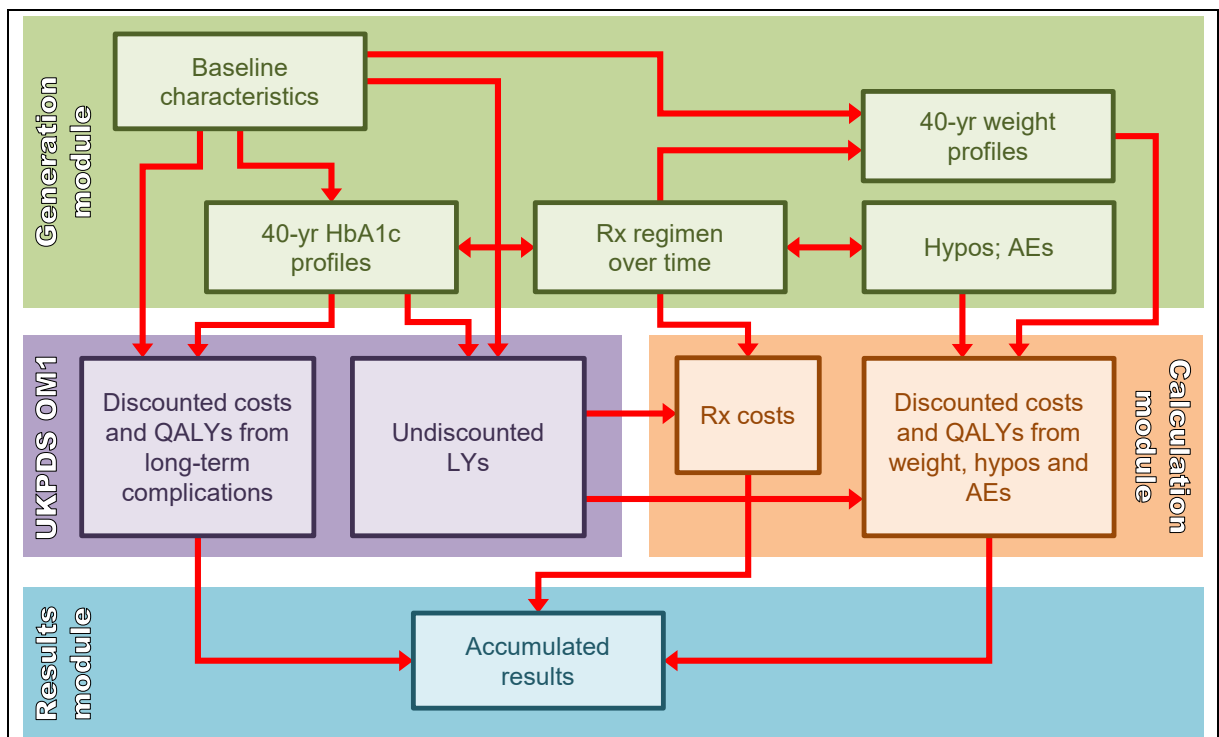 Generation
module
Baseline
characteristics
40-yr weight
profiles
40-yr HbA1c
profiles
Rx regimen
over time
Hypos; AEs
UKPDS OM1
Discounted costs
and QALYs from
long-term
complications
Undiscounted
LYs
Rx costs
Discounted costs
and QALYs from
weight, hypos and
AEs
Calculation
module
Results
module
Accumulated
results